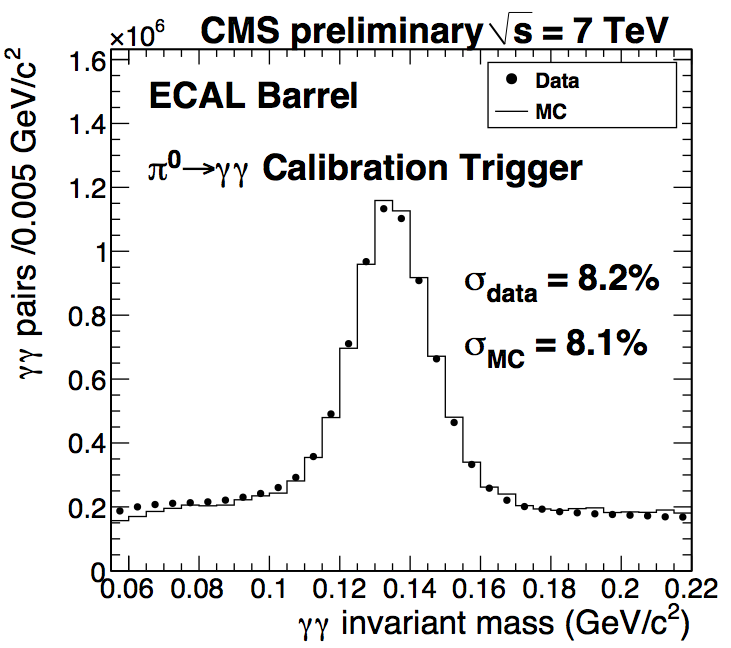 ×10⁶
CMS preliminary √s = 7 TeV
ECAL Barrel
Data
MC
π⁰→γγ Calibration Trigger
σdata = 8.2%
σMC = 8.1%
γγ pairs /0.005 GeV/c²
1.6
1.4
1.2
1
0.8
0.6
0.4
0.2
0
0.06 0.08 0.1 0.12 0.14 0.16 0.18 0.2 0.22
γγ invariant mass (GeV/c²)